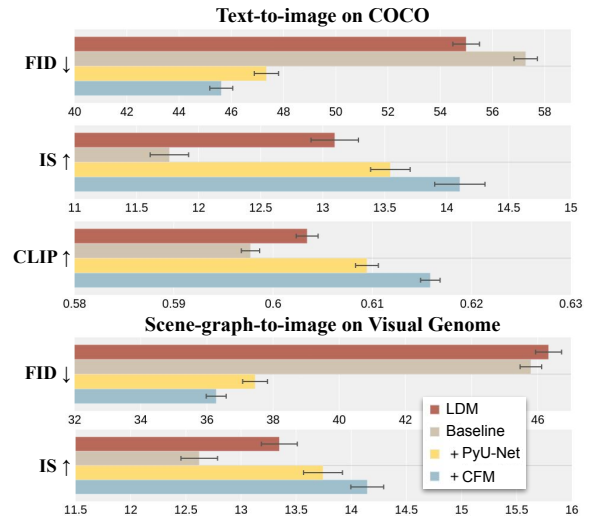 Text-to-image on COCO
FID ↓
40 42 44 46 48 50 52 54 56 58
IS ↑
11 11.5 12 12.5 13 13.5 14 14.5 15
CLIP ↑
0.58 0.59 0.6 0.61 0.62 0.63
Scene-graph-to-image on Visual Genome
FID ↓
32 34 36 38 40 42 46
IS ↑
11.5 12 12.5 13 13.5 14 14.5 15 15.5 16
LDM
Baseline
+ PyU-Net
+ CFM